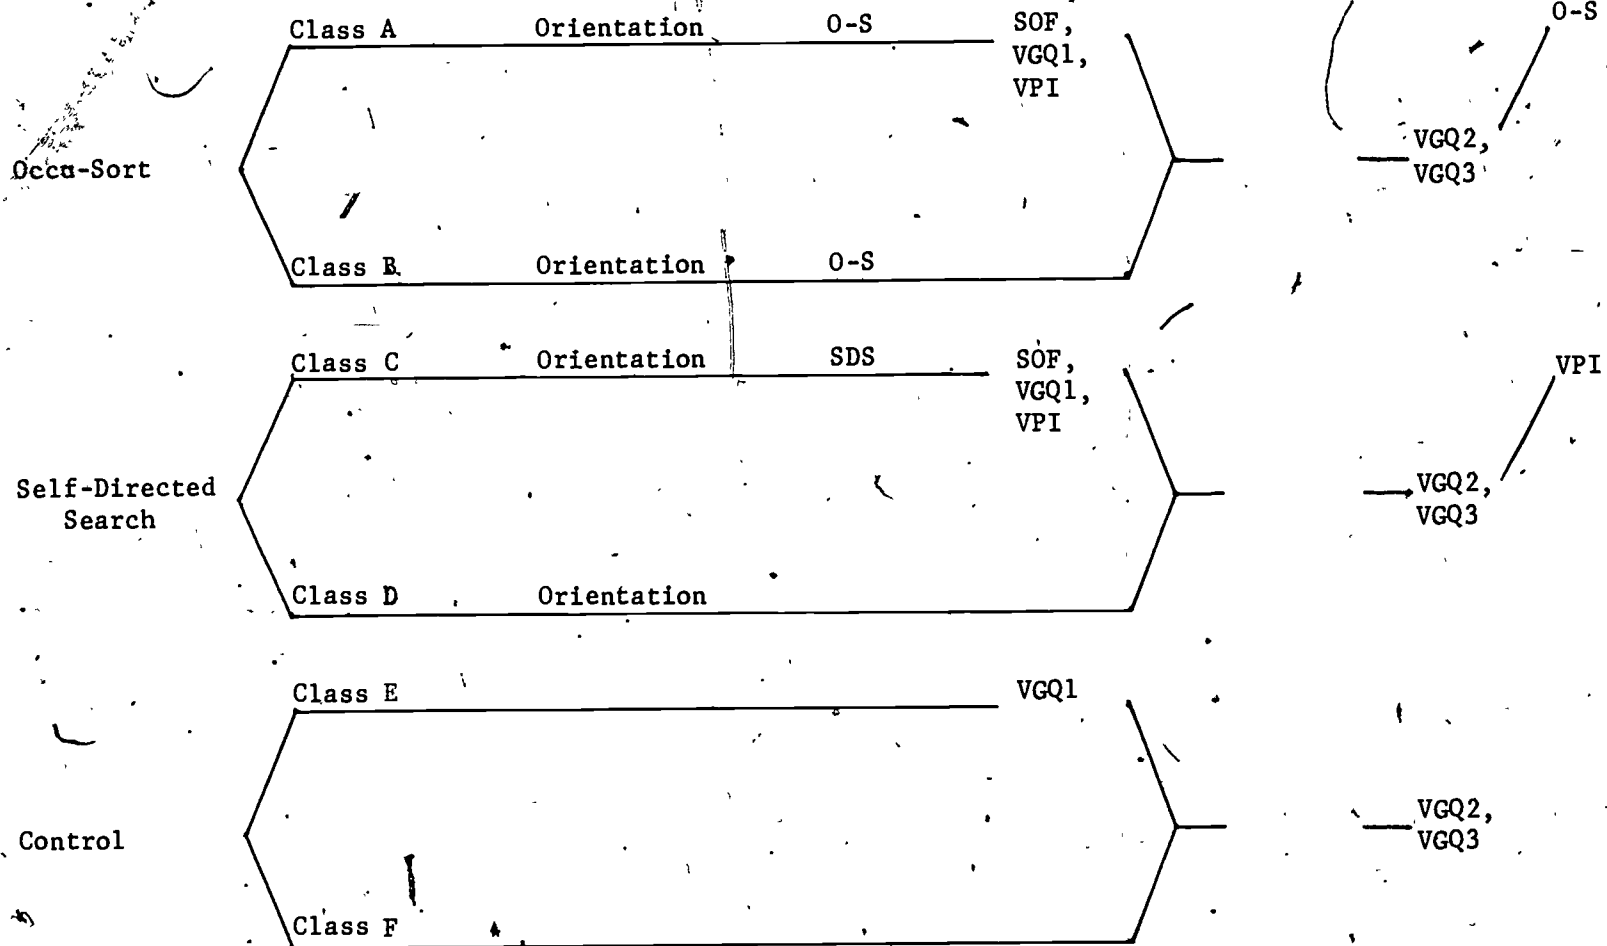 O-S
Class A Orientation O-S SOF,
VGQ1,
VPI
VGQ2,
VGQ3
Occu-Sort
Class B Orientation O-S
Class C Orientation SDS SOF,
VGQ1,
VPI
VPI
Self-Directed
Search
VGQ2,
VGQ3
Class D Orientation
Class E VGQ1
VGQ2,
VGQ3
Control
Class F